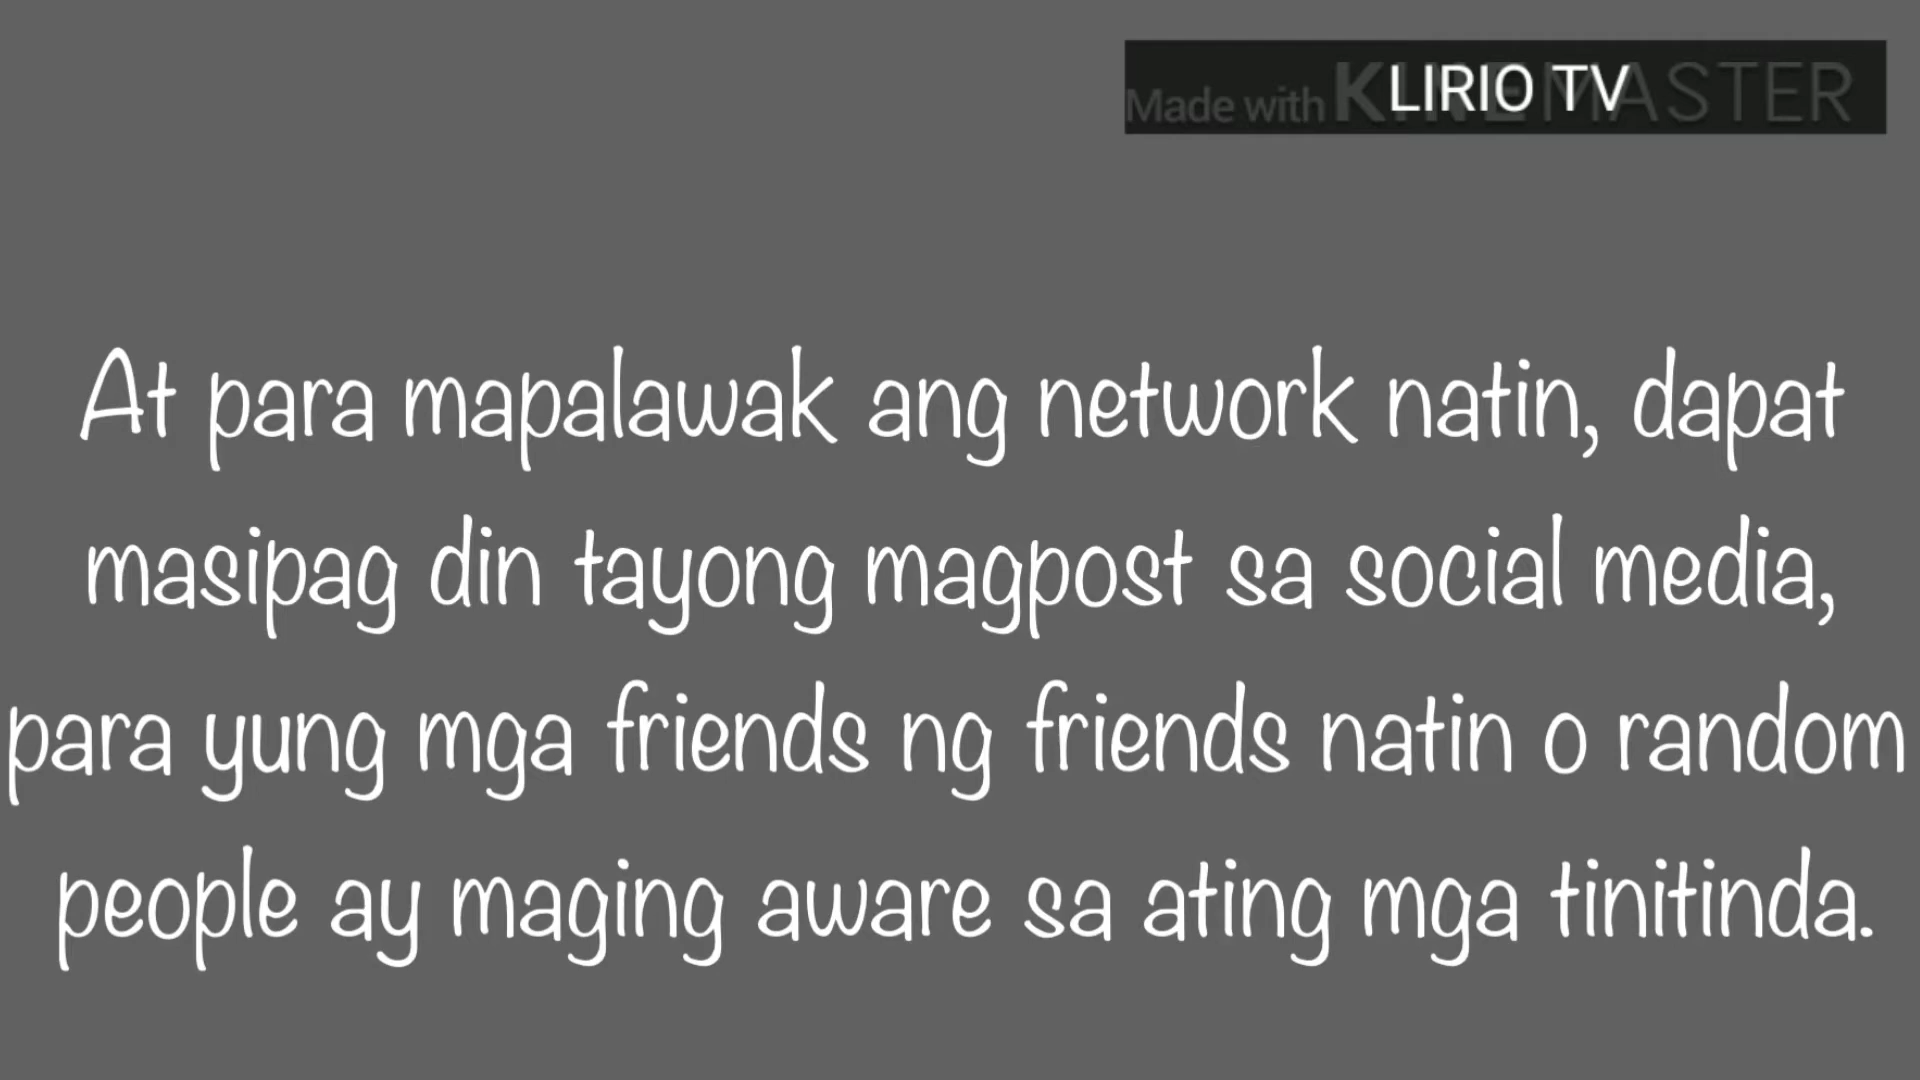 Made with KINEMASTER
LIRIO TV
At para mapalawak ang network natin, dapat
masipag din tayong magpost sa social media,
para yung mga friends ng friends natin o random
people ay maging aware sa ating mga tinitinda.